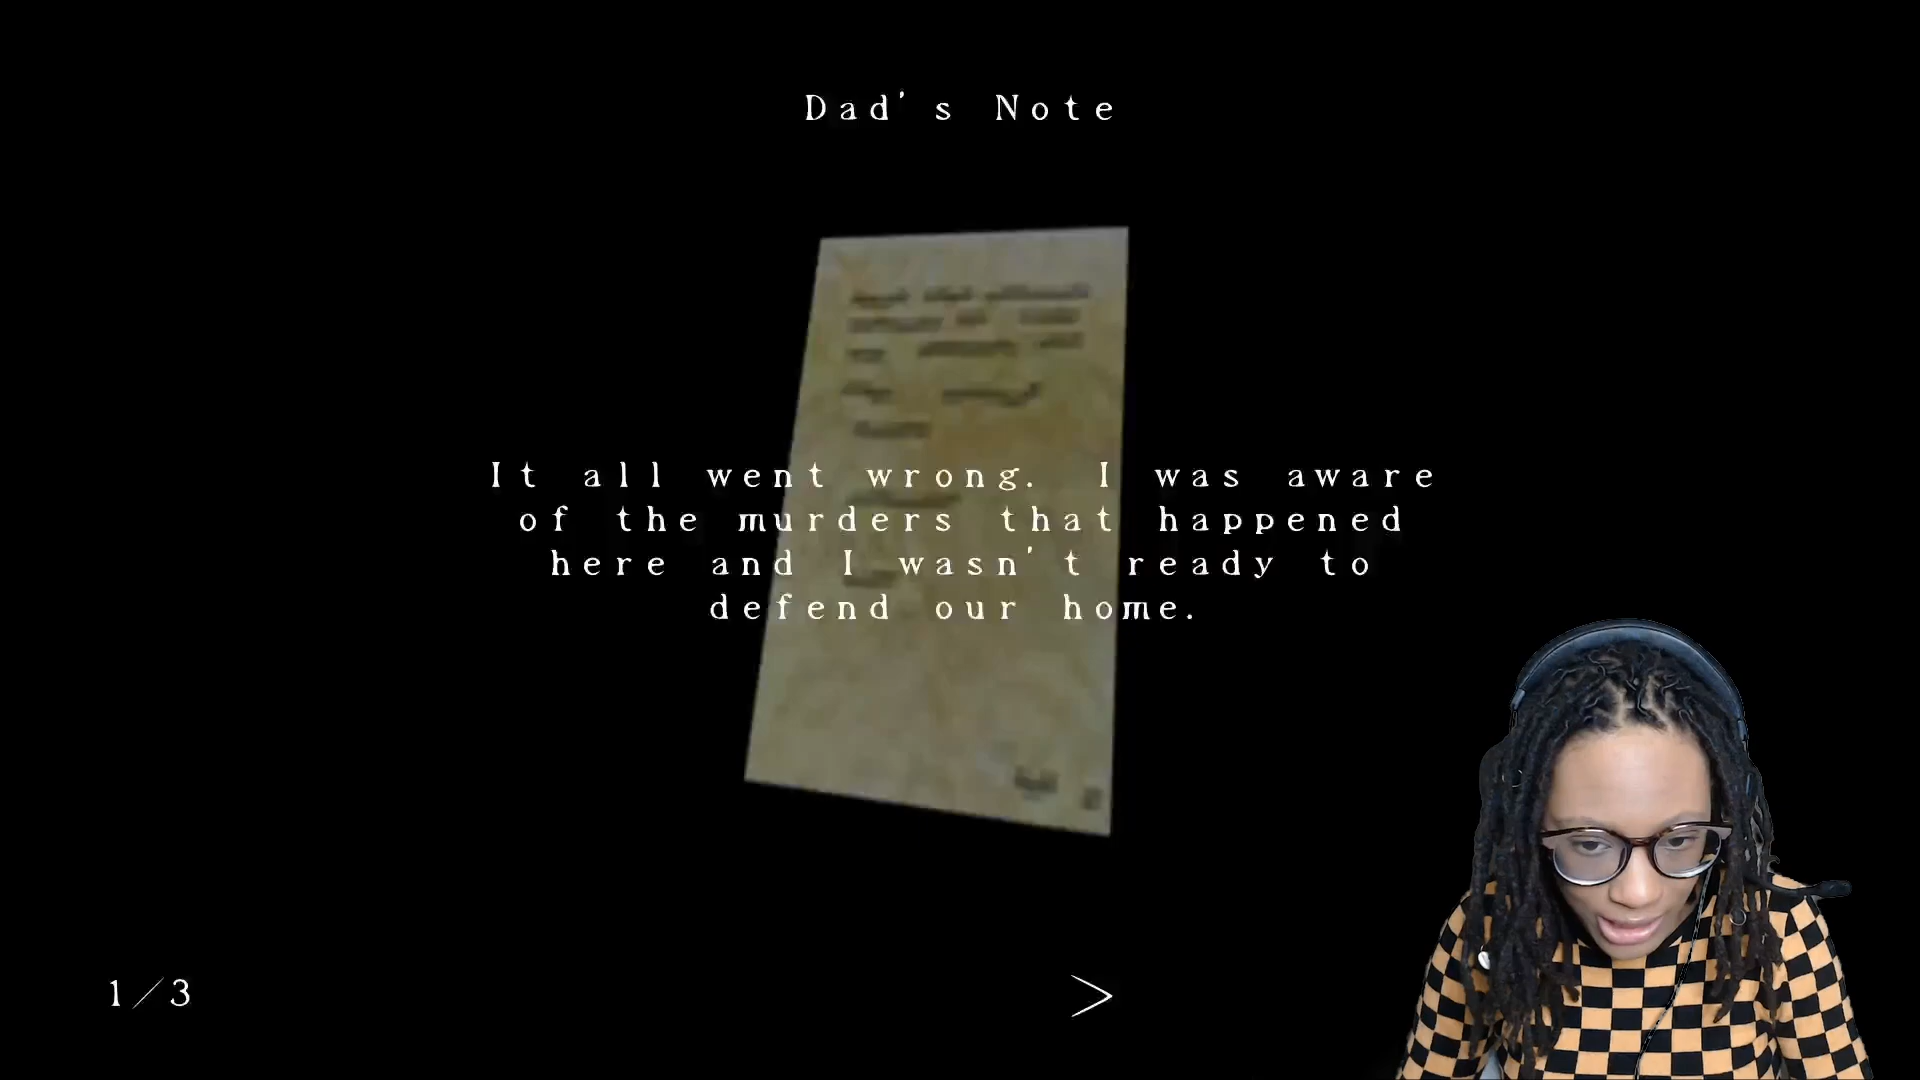 Dad's Note
It all went wrong. I was aware
of the murders that happened
here and I wasn't ready to
defend our home.
1/3
>